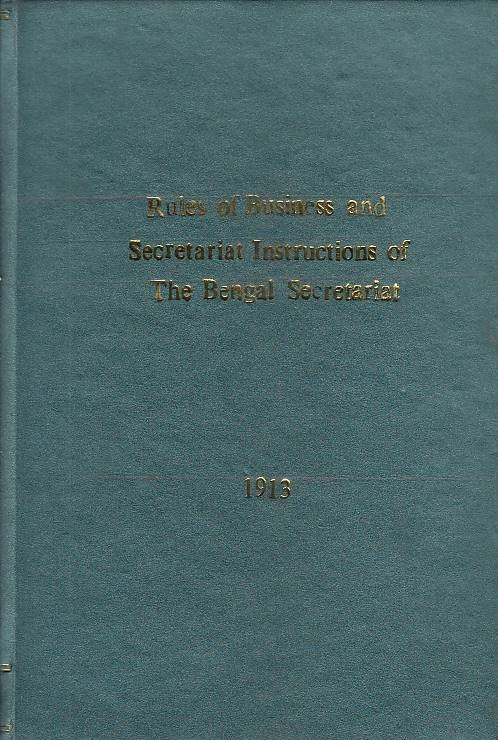 Rules of Business and
Secretariat Instructions of
The Bengal Secretariat
1913